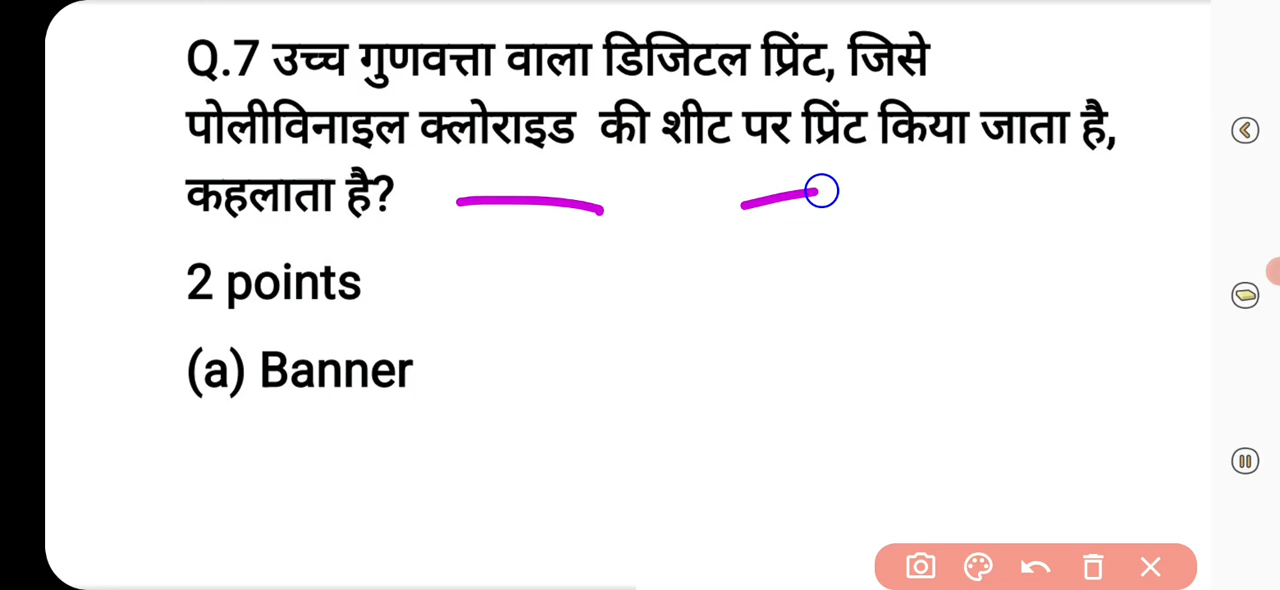 Q.7 उच्च गुणवत्ता वाला डिजिटल प्रिंट, जिसे
पोलीविनाइल क्लोराइड की शीट पर प्रिंट किया जाता है,
कहलाता है?
2 points
(a) Banner